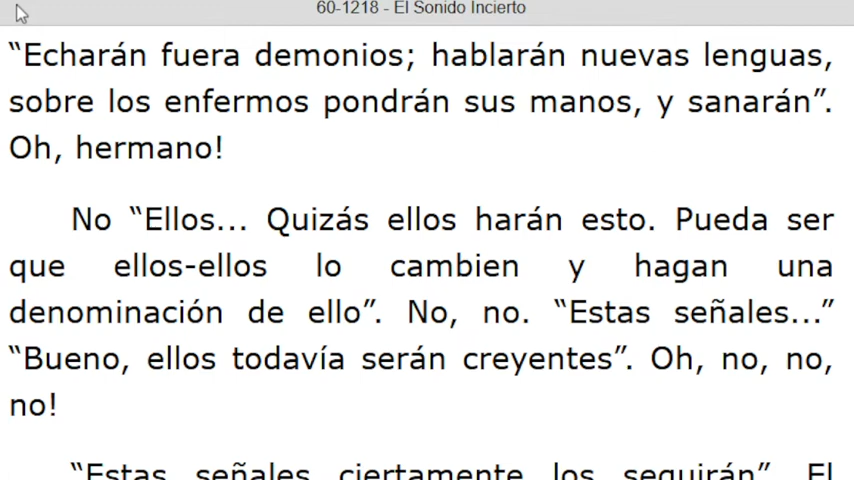 60-1218 - El Sonido Incierto
“Echarán fuera demonios; hablarán nuevas lenguas,
sobre los enfermos pondrán sus manos, y sanarán”.
Oh, hermano!
No “Ellos... Quizás ellos harán esto. Pueda ser
que ellos-ellos lo cambien y hagan una
denominación de ello”. No, no. “Estas señales...”
“Bueno, ellos todavía serán creyentes”. Oh, no, no,
no!
“Estas señales ciertamente los seguirán”. El